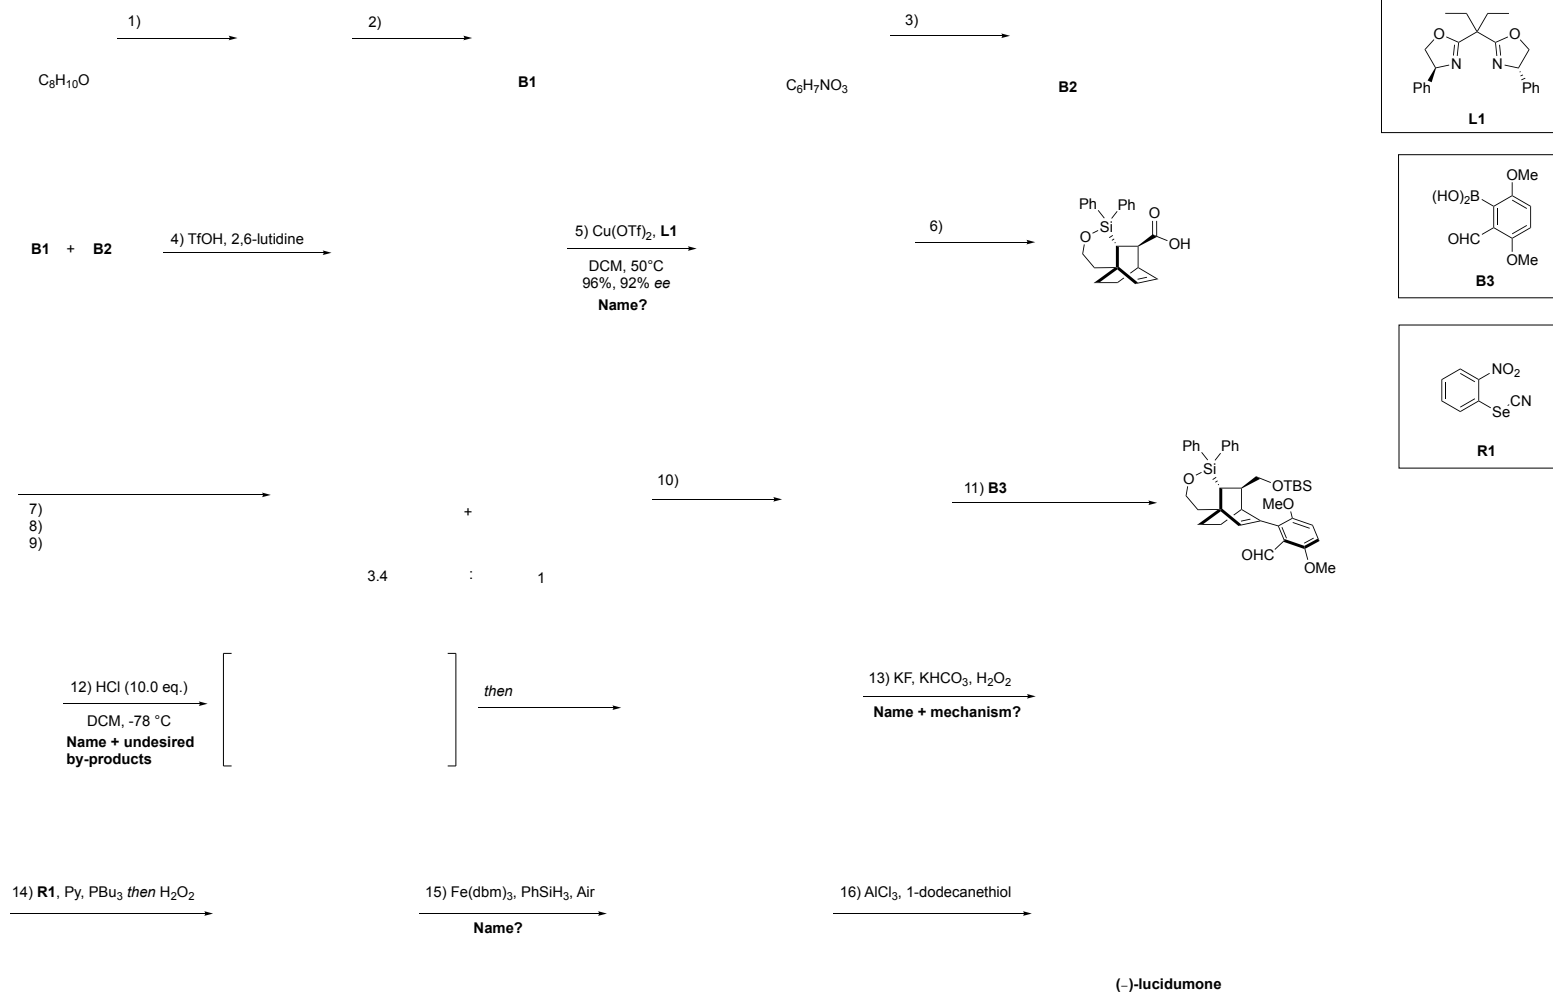 1)
2)
3)
C₈H₁₀O
B1
C₆H₇NO₃
B2
O
O
N
N
Ph
Ph
L1
OMe
(HO)₂B
OHC
OMe
B3
B1 + B2
4) TfOH, 2,6-lutidine
5) Cu(OTf)₂, L1
DCM, 50°C
96%, 92% ee
Name?
Ph
Ph
Si
O
O
OH
6)
NO₂
Se
CN
R1
7)
8)
9)
+
3.4 : 1
10)
11) B3
Ph
Ph
Si
O
OTBS
MeO
OHC
OMe
12) HCl (10.0 eq.)
DCM, -78 °C
Name + undesired
by-products
then
13) KF, KHCO₃, H₂O₂
Name + mechanism?
14) R1, Py, PBu₃ then H₂O₂
15) Fe(dbm)₃, PhSiH₃, Air
Name?
16) AlCl₃, 1-dodecanethiol
(–)-lucidumone